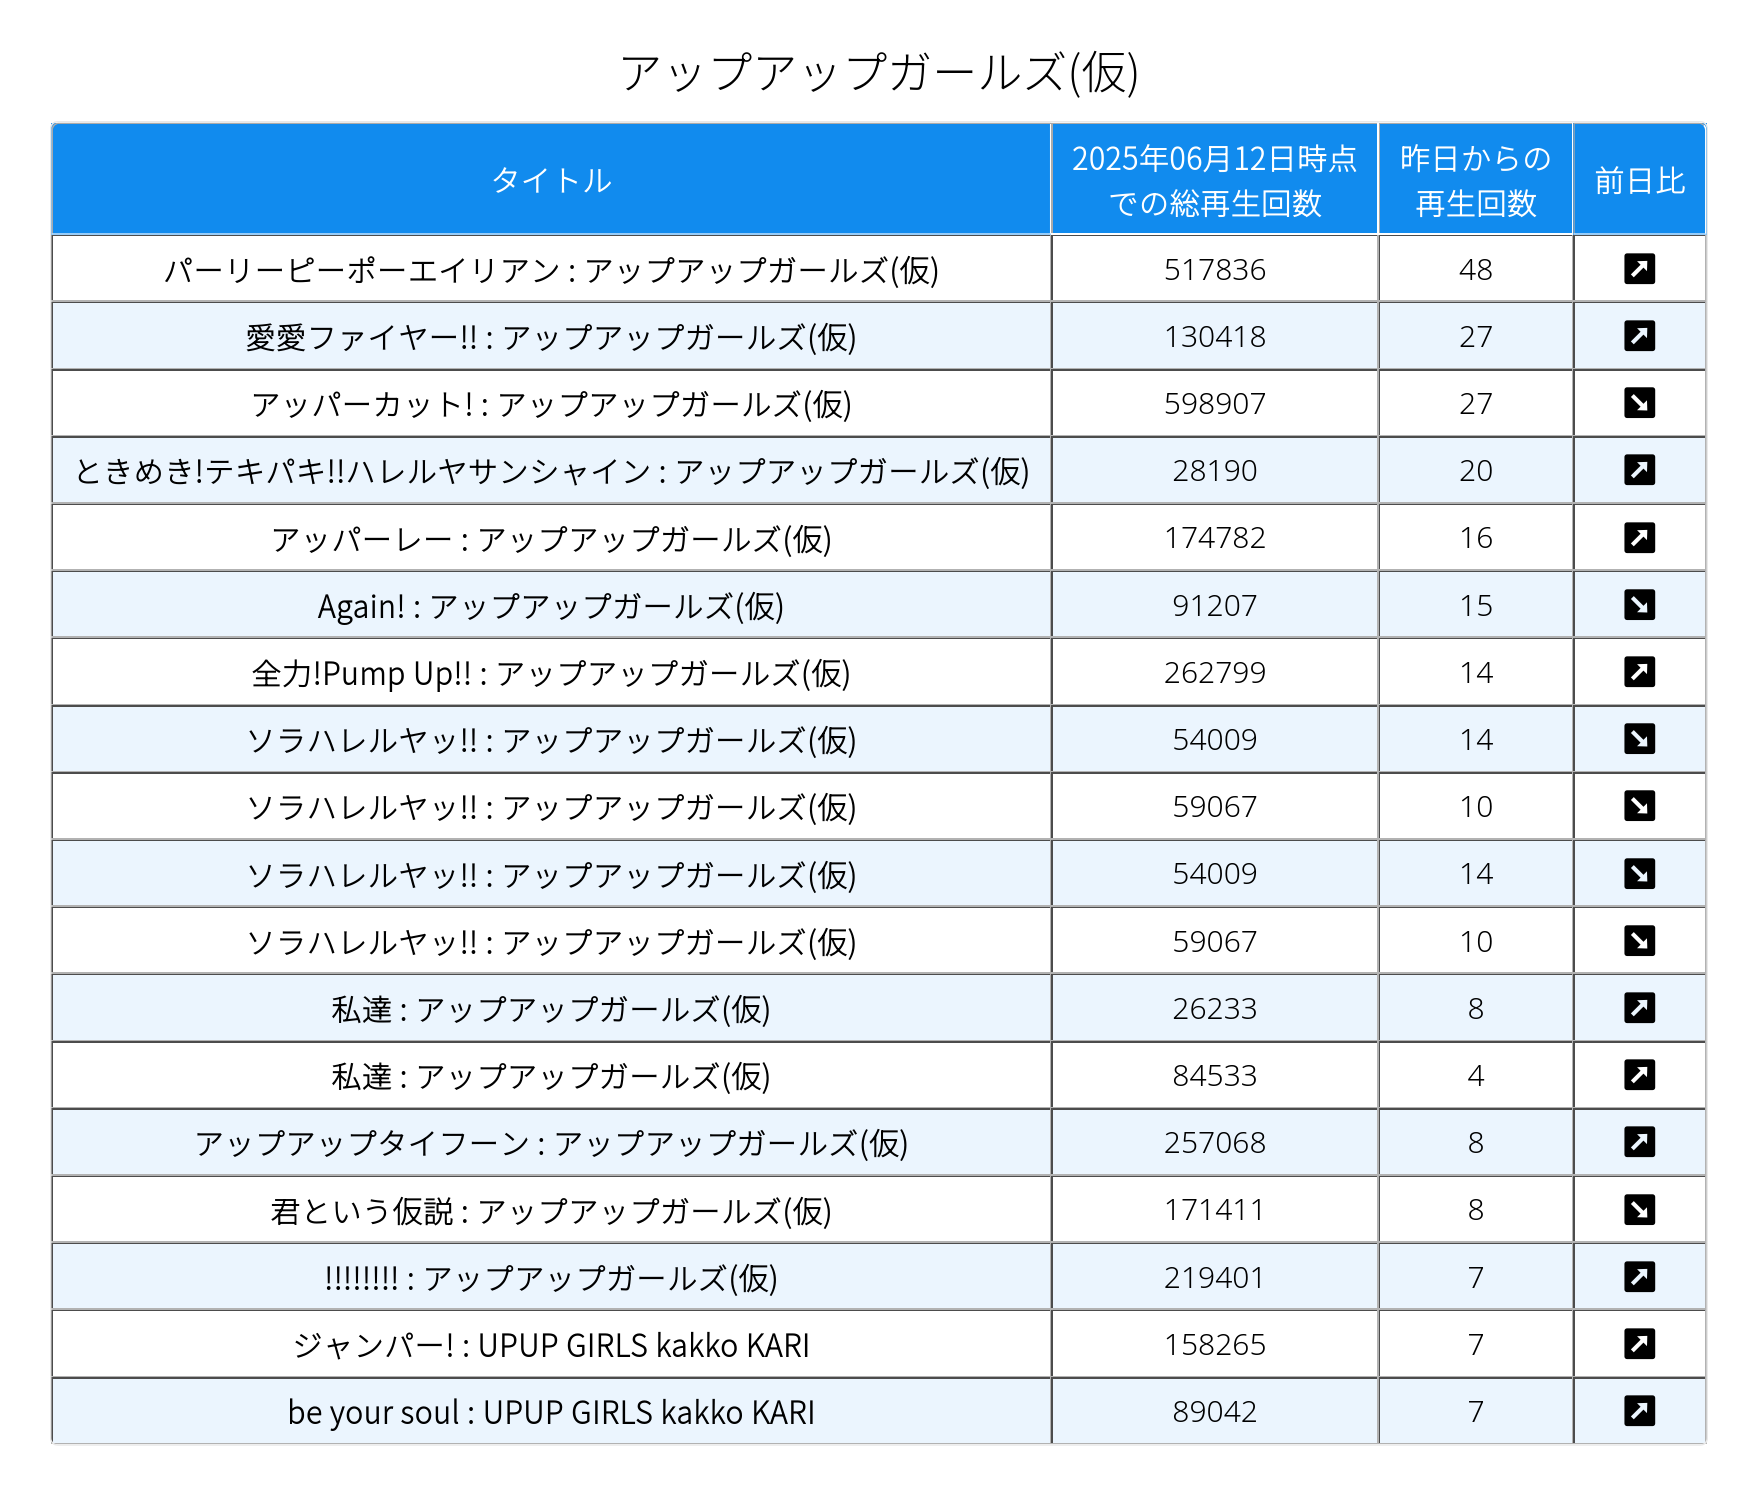 アップアップガールズ(仮)
タイトル 2025年06月12日時点での総再生回数 昨日からの再生回数 前日比
パーリーピーポーエイリアン : アップアップガールズ(仮) 517836 48 ↗
愛愛ファイヤー!! : アップアップガールズ(仮) 130418 27 ↗
アッパーカット! : アップアップガールズ(仮) 598907 27 ↘
ときめき!テキパキ!!ハレルヤサンシャイン : アップアップガールズ(仮) 28190 20 ↗
アッパーレー : アップアップガールズ(仮) 174782 16 ↗
Again! : アップアップガールズ(仮) 91207 15 ↘
全力!Pump Up!! : アップアップガールズ(仮) 262799 14 ↗
ソラハレルヤッ!! : アップアップガールズ(仮) 54009 14 ↘
ソラハレルヤッ!! : アップアップガールズ(仮) 59067 10 ↘
ソラハレルヤッ!! : アップアップガールズ(仮) 54009 14 ↘
ソラハレルヤッ!! : アップアップガールズ(仮) 59067 10 ↘
私達 : アップアップガールズ(仮) 26233 8 ↗
私達 : アップアップガールズ(仮) 84533 4 ↗
アップアップタイフーン : アップアップガールズ(仮) 257068 8 ↗
君という仮説 : アップアップガールズ(仮) 171411 8 ↘
!!!!!!!! : アップアップガールズ(仮) 219401 7 ↗
ジャンパー! : UPUP GIRLS kakko KARI 158265 7 ↗
be your soul : UPUP GIRLS kakko KARI 89042 7 ↗